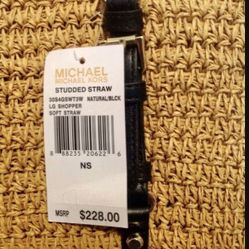 MICHAEL
MICHAEL KORS
STUDDED STRAW
30S4GSWT3W NATURAL/BLCK
LG SHOPPER
SOFT STRAW
8 88235 20622 6
NS
MSRP $228.00